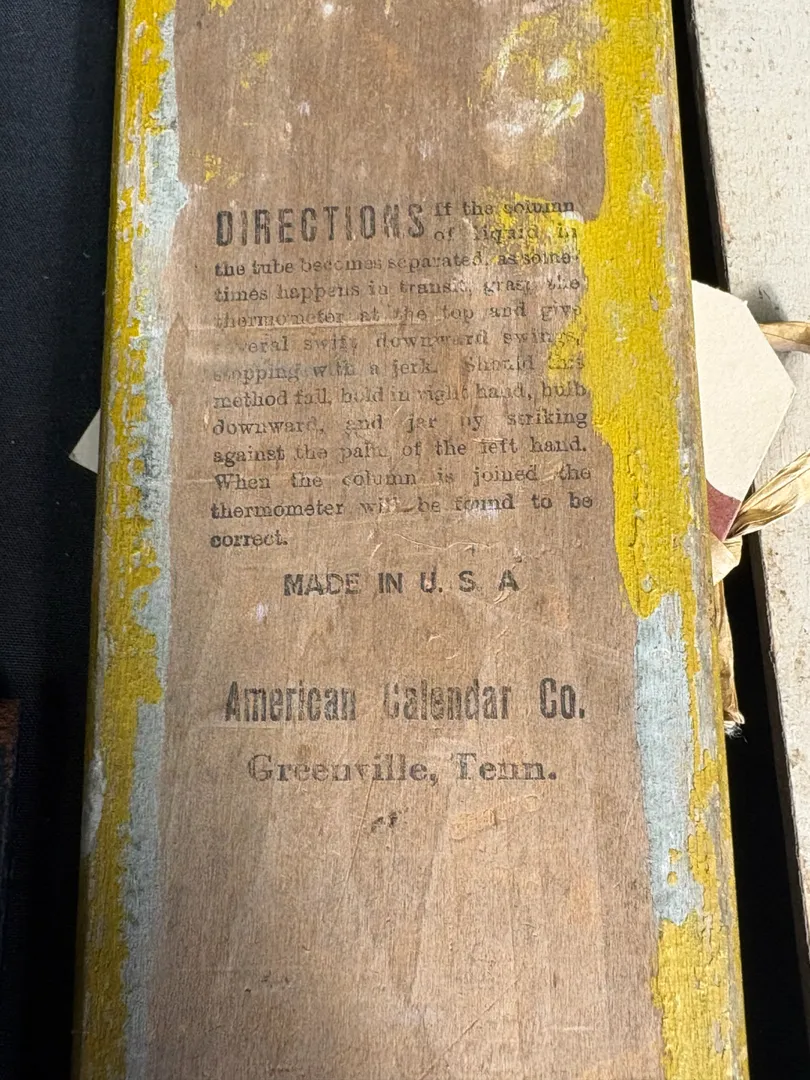 DIRECTIONS If the column
of liquid in
the tube becomes separated, as some-
times happens in transit, grasp the
thermometer at the top and give
several swift downward swings,
stopping with a jerk. Should this
method fail, hold in right hand, bulb
downward, and jar by striking
against the palm of the left hand.
When the column is joined the
thermometer will be found to be
correct.
MADE IN U. S. A
American Calendar Co.
Greenville, Tenn.